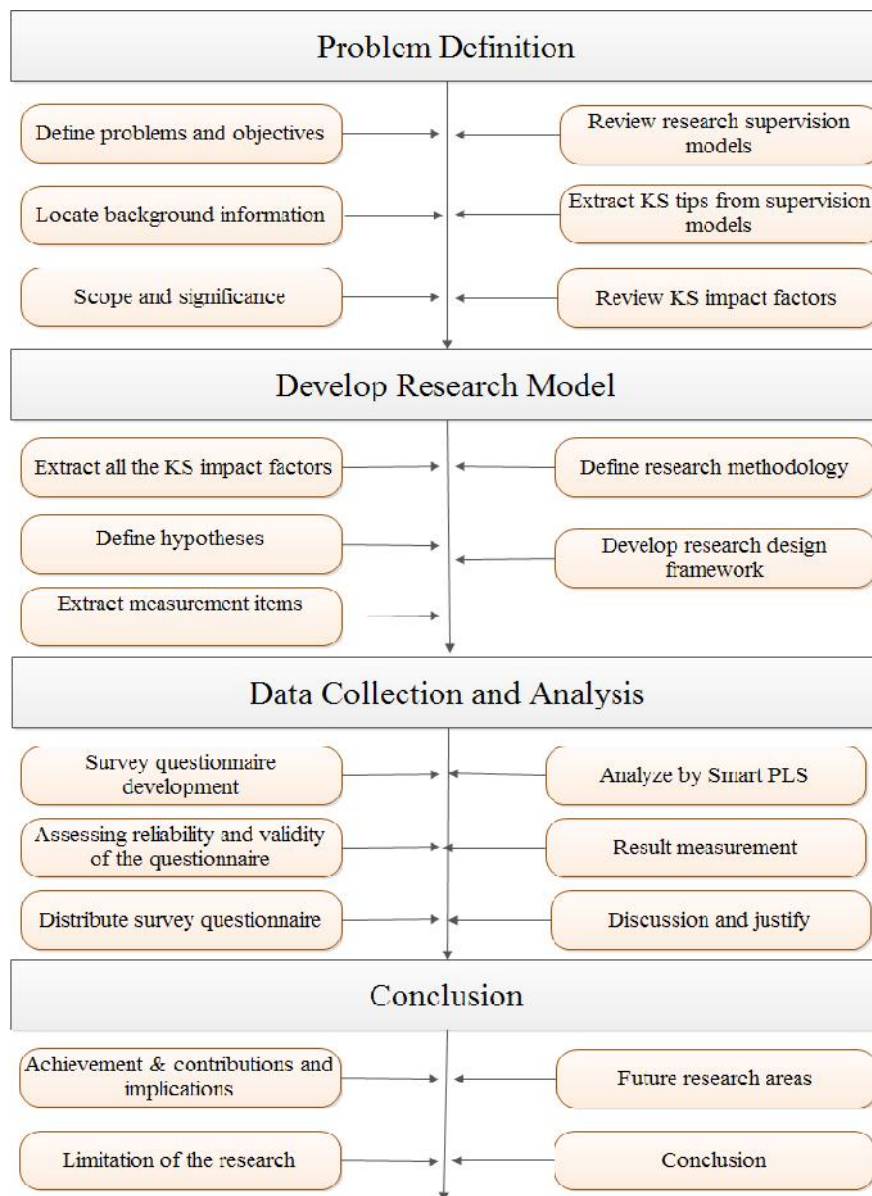 Problem Definition
Define problems and objectives
Review research supervision
models
Locate background information
Extract KS tips from supervision
models
Scope and significance
Review KS impact factors
Develop Research Model
Extract all the KS impact factors
Define research methodology
Define hypotheses
Develop research design
framework
Extract measurement items
Data Collection and Analysis
Survey questionnaire
development
Analyze by Smart PLS
Assessing reliability and validity
of the questionnaire
Result measurement
Distribute survey questionnaire
Discussion and justify
Conclusion
Achievement & contributions and
implications
Future research areas
Limitation of the research
Conclusion